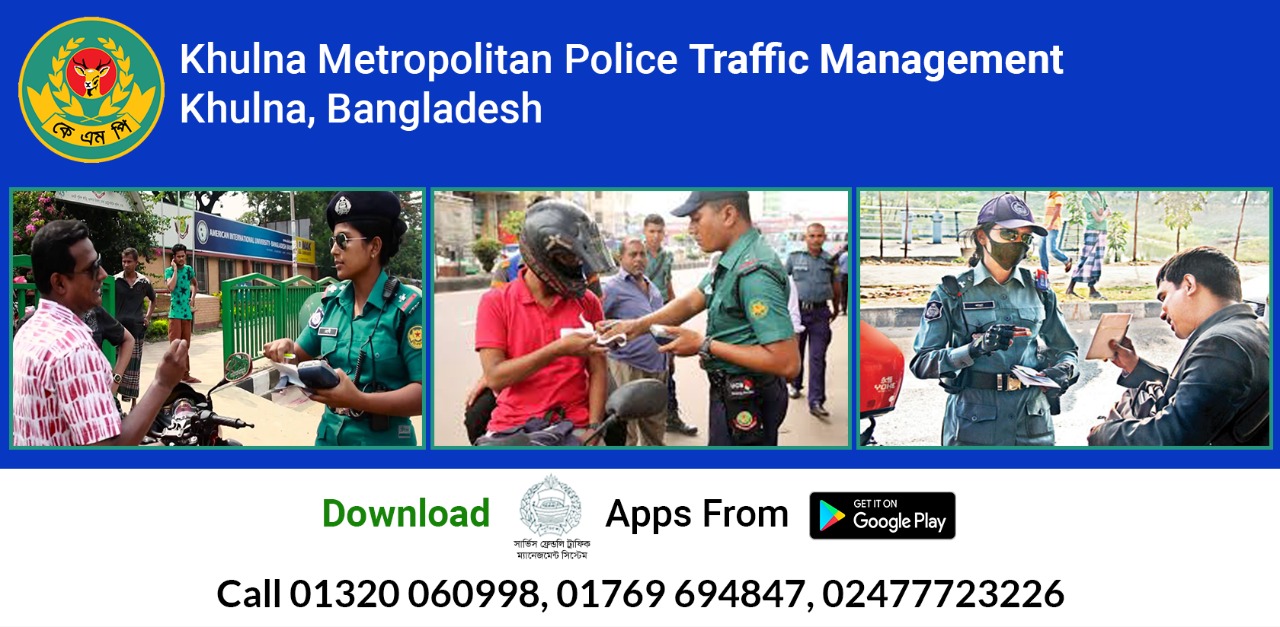 Khulna Metropolitan Police Traffic Management
Khulna, Bangladesh
কে এম পি
AMERICAN INTERNATIONAL UNIVERSITY-BANGLADESH
Download
সার্ভিস ফ্রেন্ডলি ট্রাফিক
ম্যানেজমেন্ট সিস্টেম
Apps From
GET IT ON
Google Play
Call 01320 060998, 01769 694847, 02477723226